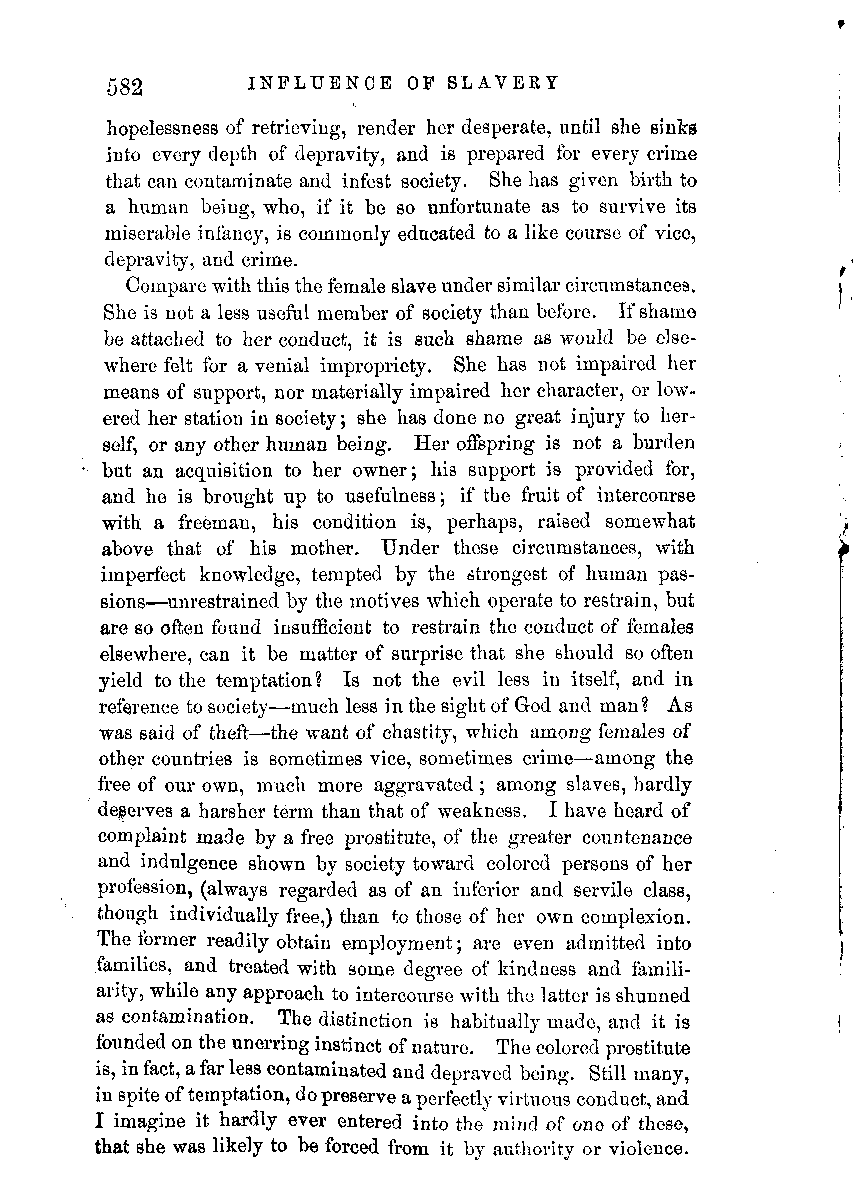 582 INFLUENCE OF SLAVERY
hopelessness of retrieving, render her desperate, until she sinks
into every depth of depravity, and is prepared for every crime
that can contaminate and infest society. She has given birth to
a human being, who, if it be so unfortunate as to survive its
miserable infancy, is commonly educated to a like course of vice,
depravity, and crime.
Compare with this the female slave under similar circumstances.
She is not a less useful member of society than before. If shame
be attached to her conduct, it is such shame as would be else-
where felt for a venial impropriety. She has not impaired her
means of support, nor materially impaired her character, or low-
ered her station in society; she has done no great injury to her-
self, or any other human being. Her offspring is not a burden
but an acquisition to her owner; his support is provided for,
and he is brought up to usefulness; if the fruit of intercourse
with a freeman, his condition is, perhaps, raised somewhat
above that of his mother. Under these circumstances, with
imperfect knowledge, tempted by the strongest of human pas-
sions—unrestrained by the motives which operate to restrain, but
are so often found insufficient to restrain the conduct of females
elsewhere, can it be matter of surprise that she should so often
yield to the temptation? Is not the evil less in itself, and in
reference to society—much less in the sight of God and man? As
was said of theft—the want of chastity, which among females of
other countries is sometimes vice, sometimes crime—among the
free of our own, much more aggravated; among slaves, hardly
deserves a harsher term than that of weakness. I have heard of
complaint made by a free prostitute, of the greater countenance
and indulgence shown by society toward colored persons of her
profession, (always regarded as of an inferior and servile class,
though individually free,) than to those of her own complexion.
The former readily obtain employment; are even admitted into
families, and treated with some degree of kindness and famili-
arity, while any approach to intercourse with the latter is shunned
as contamination. The distinction is habitually made, and it is
founded on the unerring instinct of nature. The colored prostitute
is, in fact, a far less contaminated and depraved being. Still many,
in spite of temptation, do preserve a perfectly virtuous conduct, and
I imagine it hardly ever entered into the mind of one of these,
that she was likely to be forced from it by authority or violence.